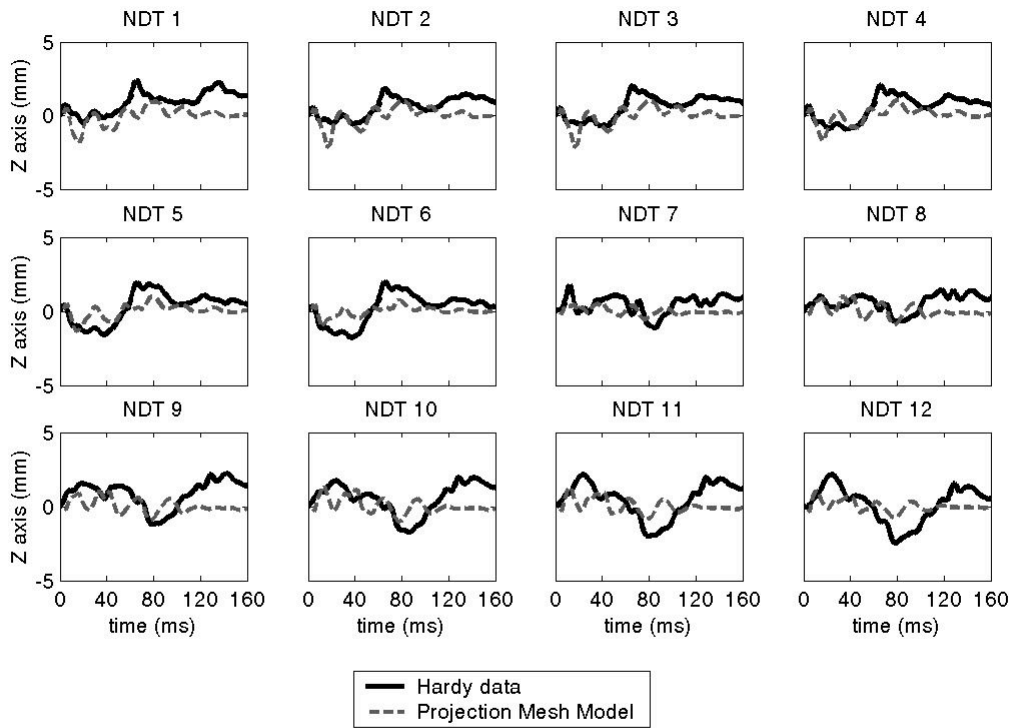 NDT 1 NDT 2 NDT 3 NDT 4
5
0
-5
Z axis (mm)
NDT 5 NDT 6 NDT 7 NDT 8
5
0
-5
Z axis (mm)
NDT 9 NDT 10 NDT 11 NDT 12
5
0
-5
Z axis (mm)
0 40 80 120 160 0 40 80 120 160 0 40 80 120 160 0 40 80 120 160
time (ms) time (ms) time (ms) time (ms)
Hardy data
Projection Mesh Model